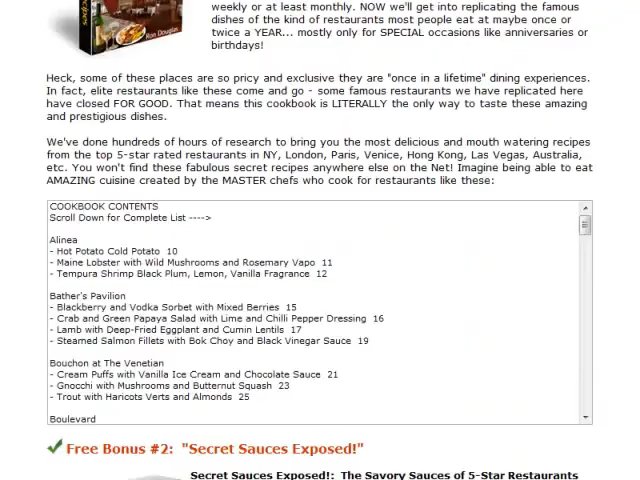 weekly or at least monthly. NOW we'll get into replicating the famous
dishes of the kind of restaurants most people eat at maybe once or
twice a YEAR... mostly only for SPECIAL occasions like anniversaries or
birthdays!
Ron Douglas
Heck, some of these places are so pricy and exclusive they are "once in a lifetime" dining experiences.
In fact, elite restaurants like these come and go - some famous restaurants we have replicated here
have closed FOR GOOD. That means this cookbook is LITERALLY the only way to taste these amazing
and prestigious dishes.
We've done hundreds of hours of research to bring you the most delicious and mouth watering recipes
from the top 5-star rated restaurants in NY, London, Paris, Venice, Hong Kong, Las Vegas, Australia,
etc. You won't find these fabulous secret recipes anywhere else on the Net! Imagine being able to eat
AMAZING cuisine created by the MASTER chefs who cook for restaurants like these:
COOKBOOK CONTENTS
Scroll Down for Complete List ---->
Alinea
- Hot Potato Cold Potato 10
- Maine Lobster with Wild Mushrooms and Rosemary Vapo 11
- Tempura Shrimp Black Plum, Lemon, Vanilla Fragrance 12
Bather's Pavilion
- Blackberry and Vodka Sorbet with Mixed Berries 15
- Crab and Green Papaya Salad with Lime and Chilli Pepper Dressing 16
- Lamb with Deep-Fried Eggplant and Cumin Lentils 17
- Steamed Salmon Fillets with Bok Choy and Black Vinegar Sauce 19
Bouchon at The Venetian
- Cream Puffs with Vanilla Ice Cream and Chocolate Sauce 21
- Gnocchi with Mushrooms and Butternut Squash 23
- Trout with Haricots Verts and Almonds 25
Boulevard
Free Bonus #2: "Secret Sauces Exposed!"
Secret Sauces Exposed!: The Savory Sauces of 5-Star Restaurants